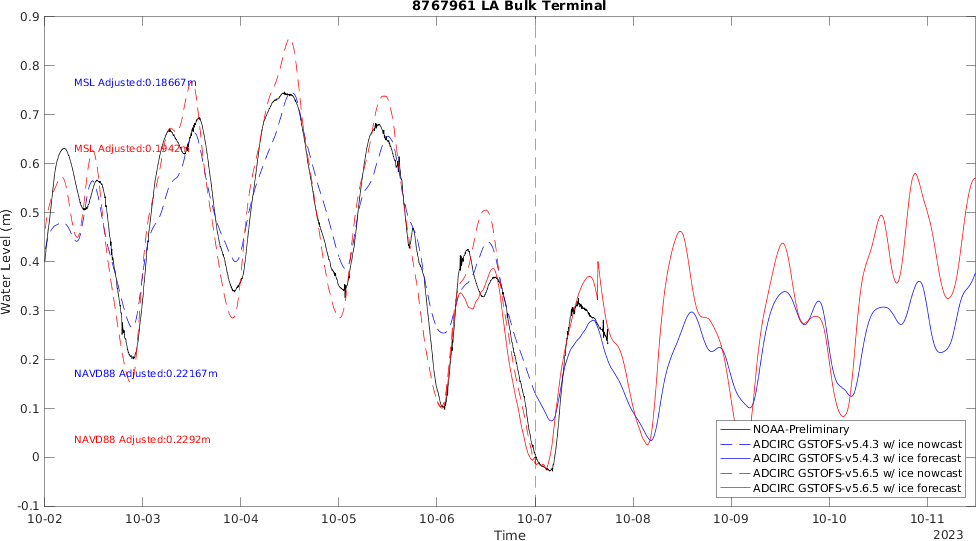 8767961 LA Bulk Terminal
0.9
0.8
0.7
0.6
0.5
0.4
0.3
0.2
0.1
0
-0.1
Water Level (m)
MSL Adjusted:0.18667m
MSL Adjusted:0.1942m
NAVD88 Adjusted:0.22167m
NAVD88 Adjusted:0.2292m
NOAA-Preliminary
ADCIRC GSTOFS-v5.4.3 w/ ice nowcast
ADCIRC GSTOFS-v5.4.3 w/ ice forecast
ADCIRC GSTOFS-v5.6.5 w/ ice nowcast
ADCIRC GSTOFS-v5.6.5 w/ ice forecast
10-02 10-03 10-04 10-05 10-06 10-07 10-08 10-09 10-10 10-11
Time
2023